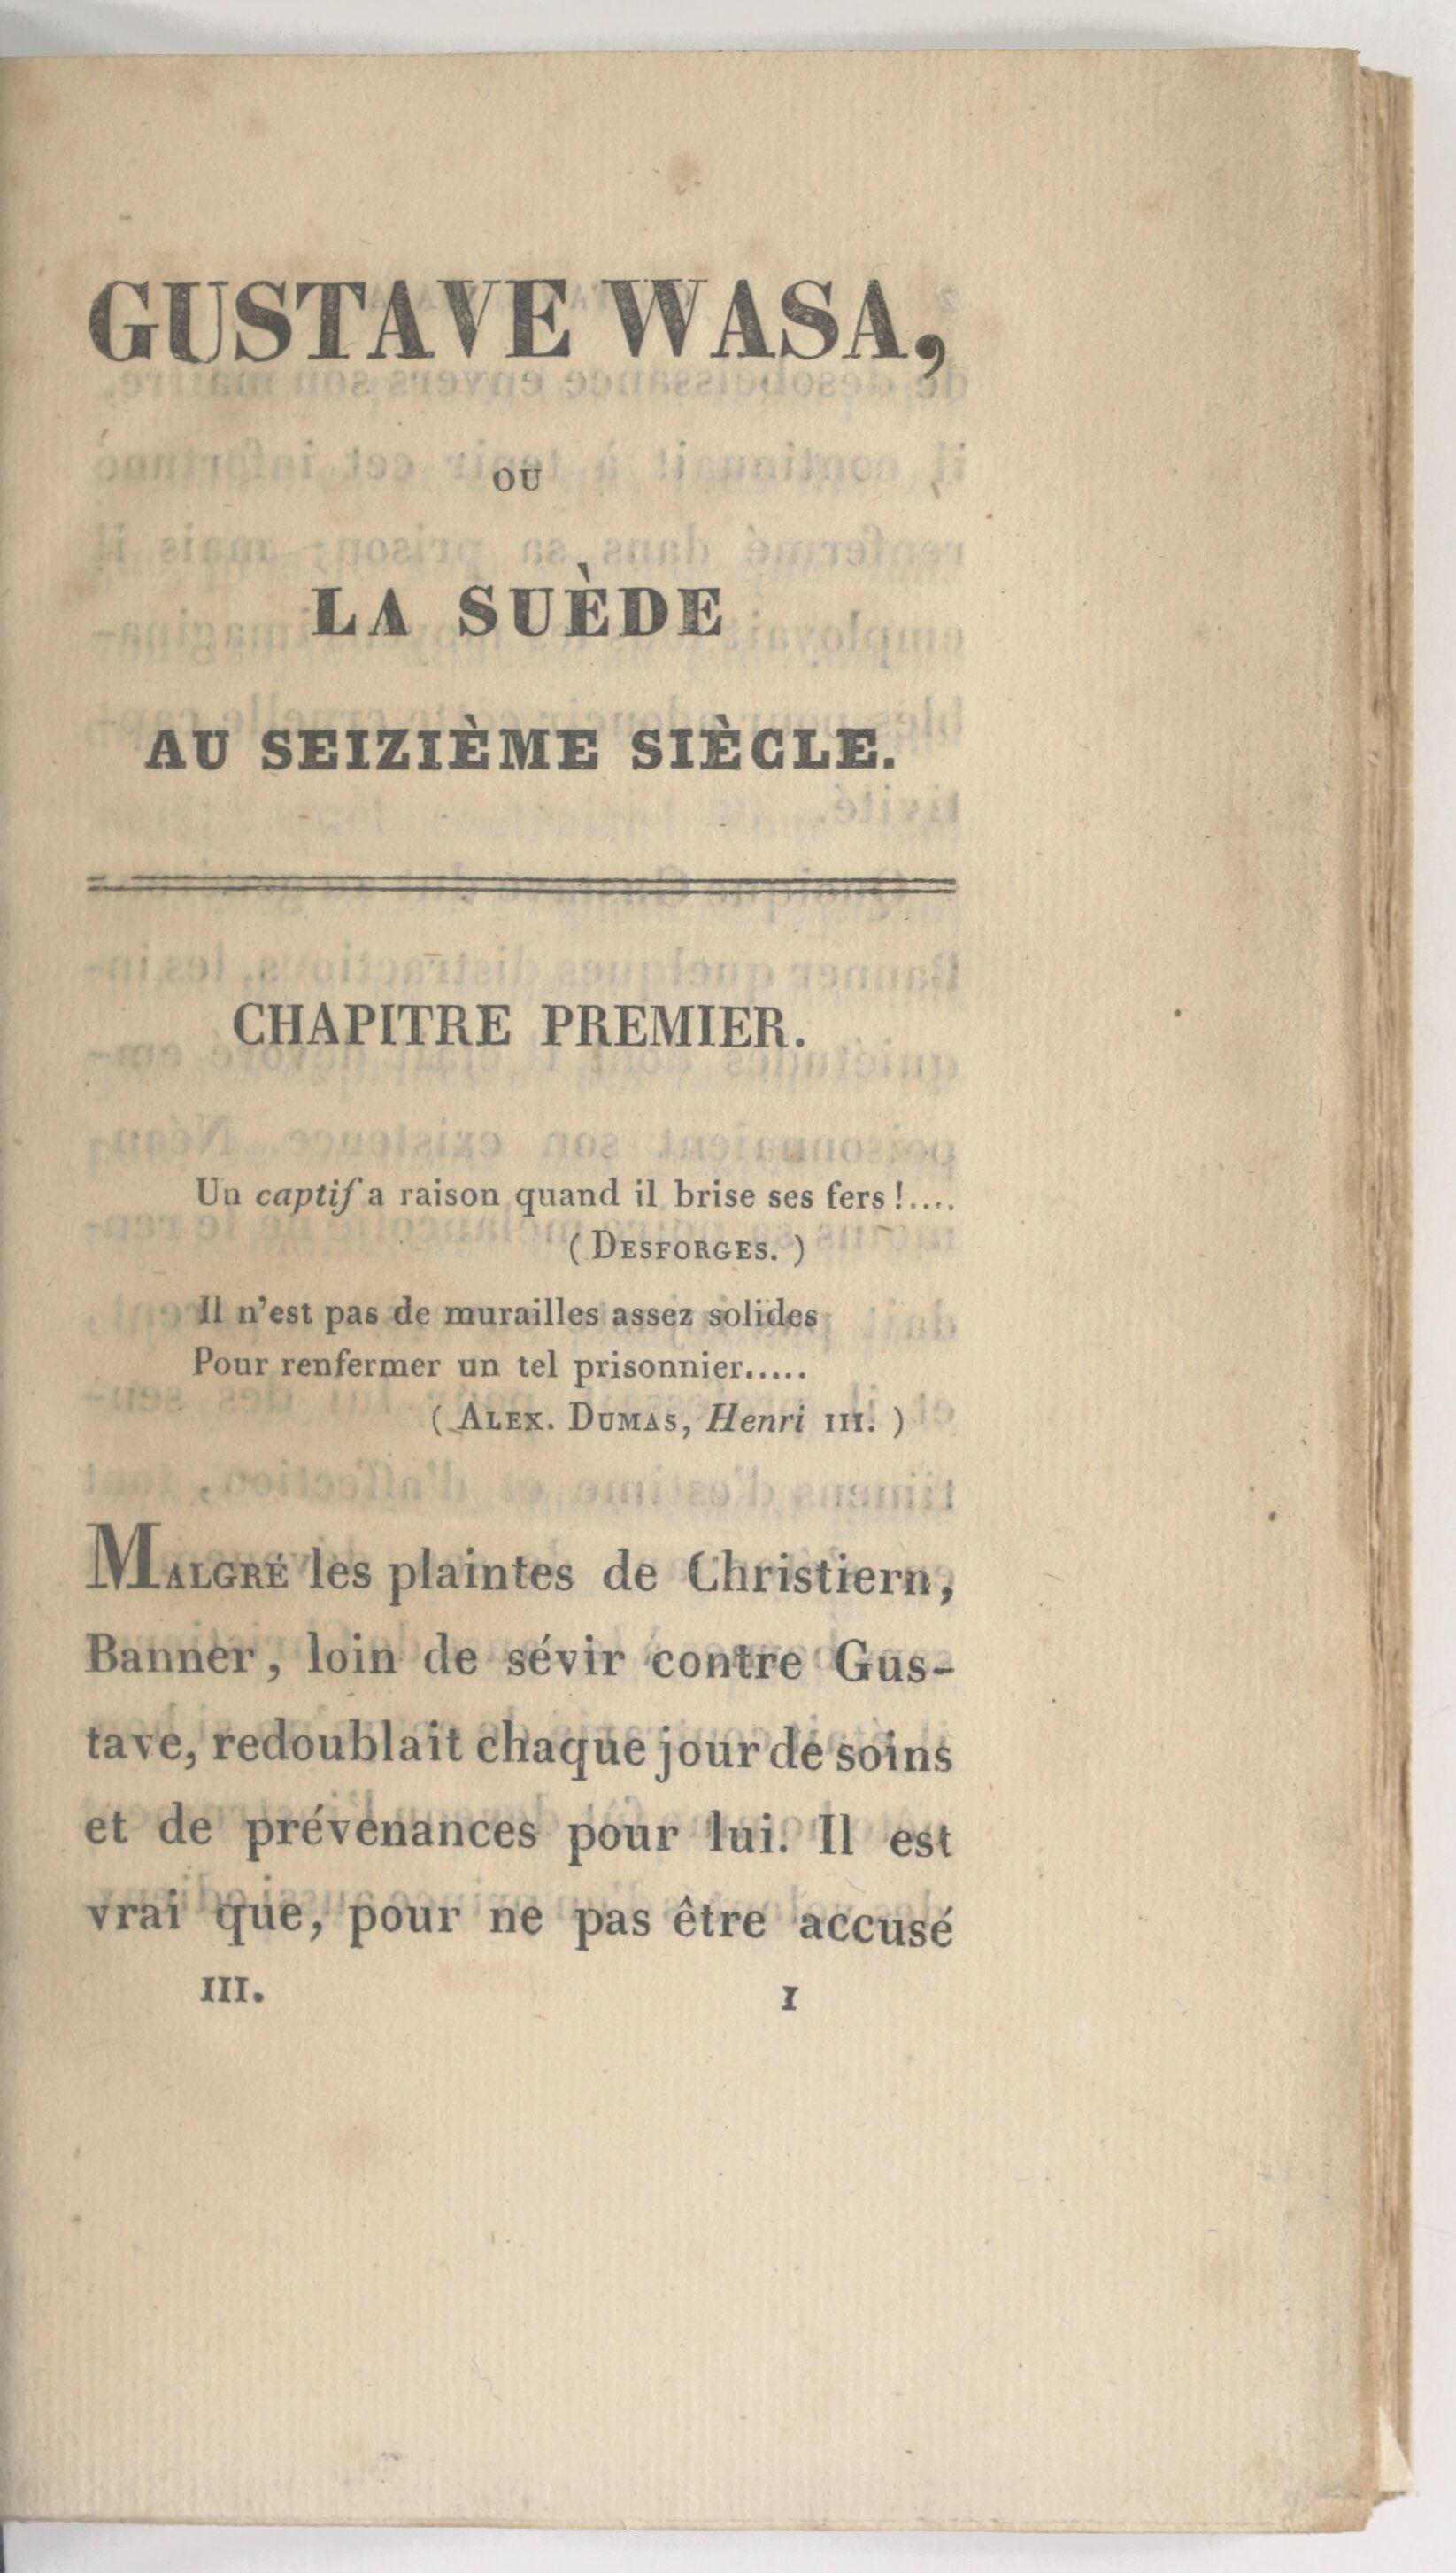 GUSTAVE WASA,
OU
LA SUÈDE
AU SEIZIÈME SIÈCLE.
CHAPITRE PREMIER.
Un captif a raison quand il brise ses fers !....
( DESFORGES. )
Il n'est pas de murailles assez solides
Pour renfermer un tel prisonnier.....
( ALEX. DUMAS, Henri III. )
MALGRÉ les plaintes de Christiern,
Banner, loin de sévir contre Gus-
tave, redoublait chaque jour de soins
et de prévenances pour lui. Il est
vrai que, pour ne pas être accusé
III. 1